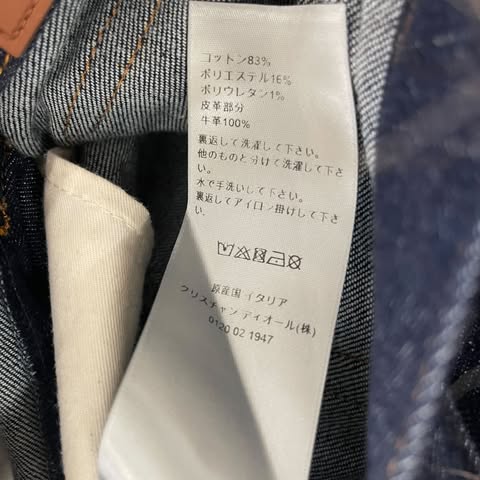 コットン83%
ポリエステル16%
ポリウレタン1%
皮革部分
牛革100%
裏返して洗濯して下さい。
他のものと分けて洗濯して下さい。
水で手洗いして下さい。
裏返してアイロン掛けして下さ
い.
原産国 イタリア
クリスチャン ディオール(株)
0120 02 1947